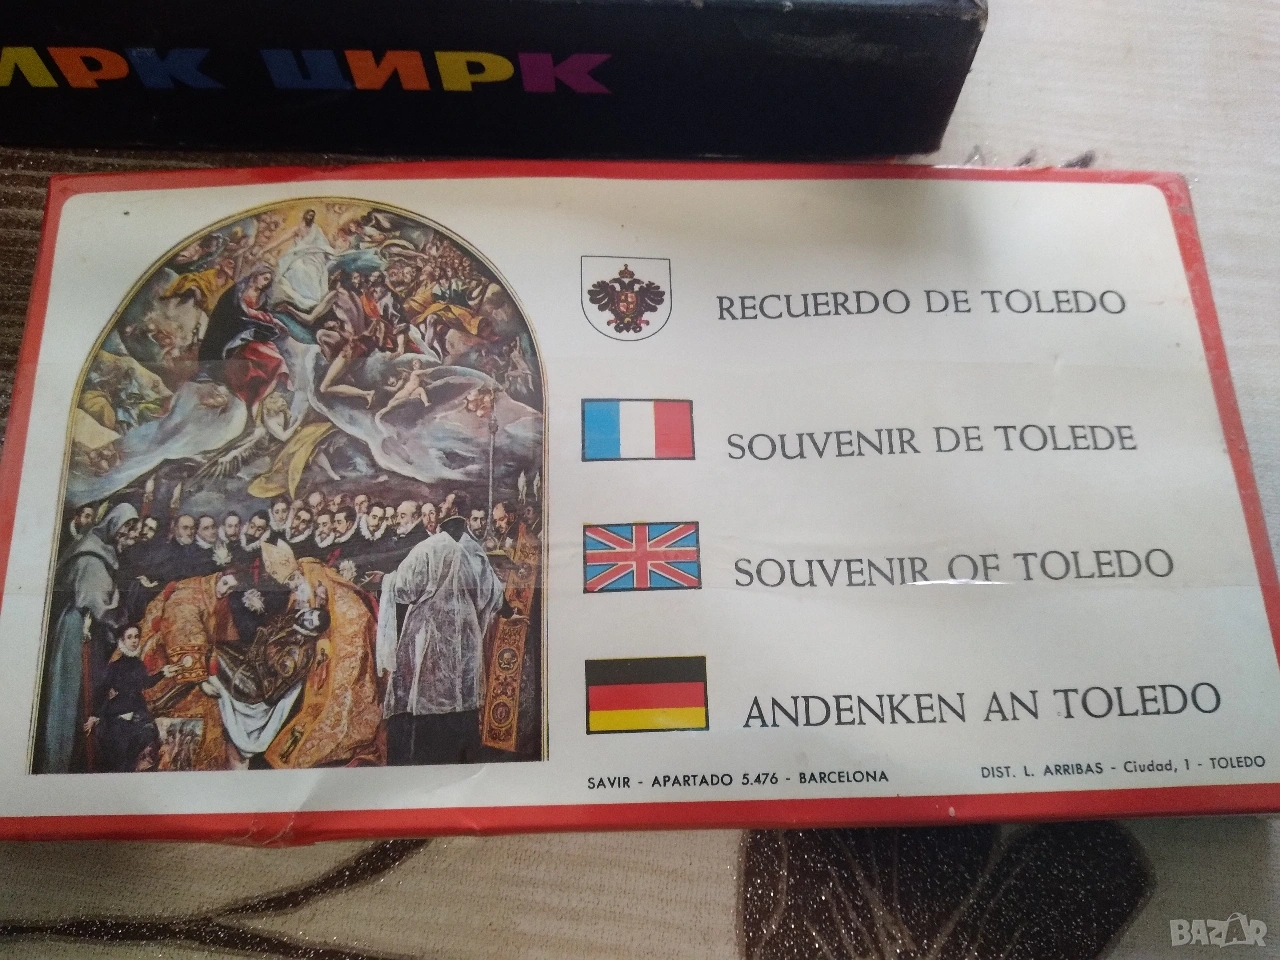 ИРК ЦИРК
RECUERDO DE TOLEDO
SOUVENIR DE TOLEDE
SOUVENIR OF TOLEDO
ANDENKEN AN TOLEDO
SAVIR - APARTADO 5.476 - BARCELONA
DIST. L. ARRIBAS - Ciudad, 1 - TOLEDO
BAZAR